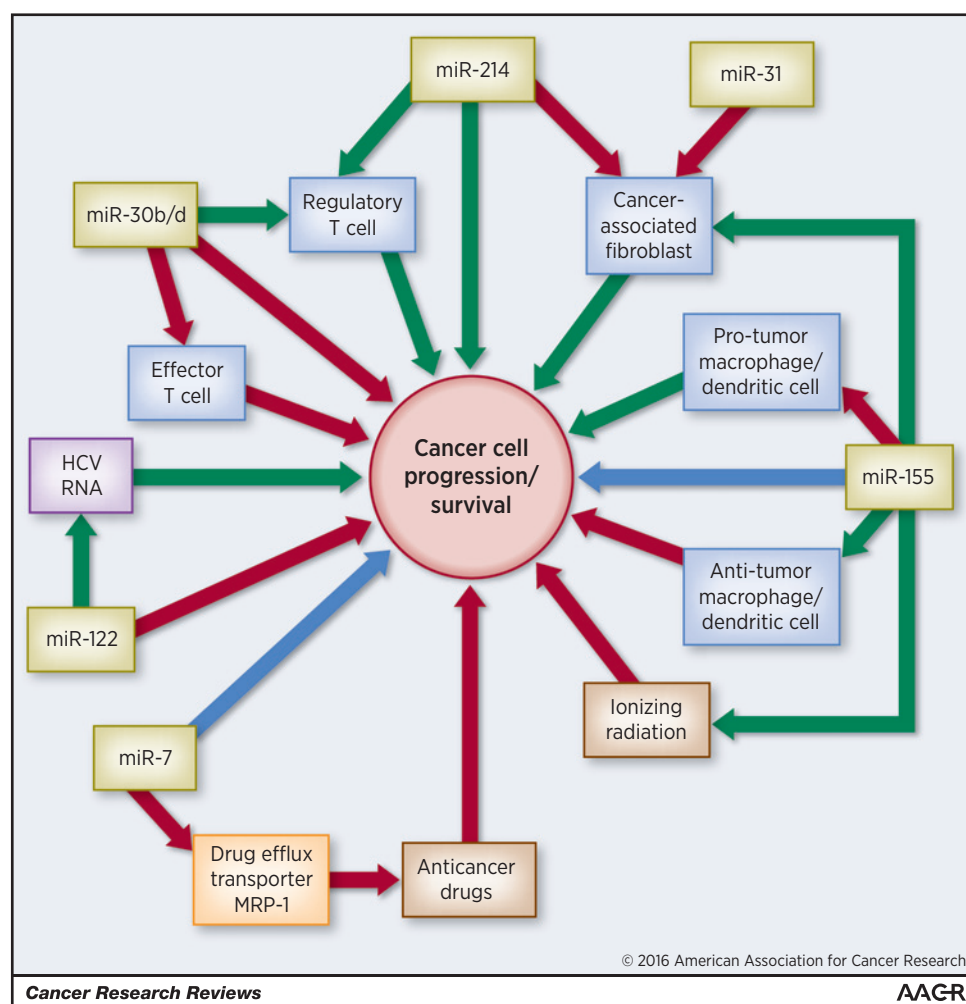 miR-214
miR-31
miR-30b/d
Regulatory
T cell
Cancer-
associated
fibroblast
Effector
T cell
Pro-tumor
macrophage/
dendritic cell
Cancer cell
progression/
survival
HCV
RNA
miR-155
Anti-tumor
macrophage/
dendritic cell
miR-122
Ionizing
radiation
miR-7
Drug efflux
transporter
MRP-1
Anticancer
drugs
© 2016 American Association for Cancer Research
Cancer Research Reviews
AACR